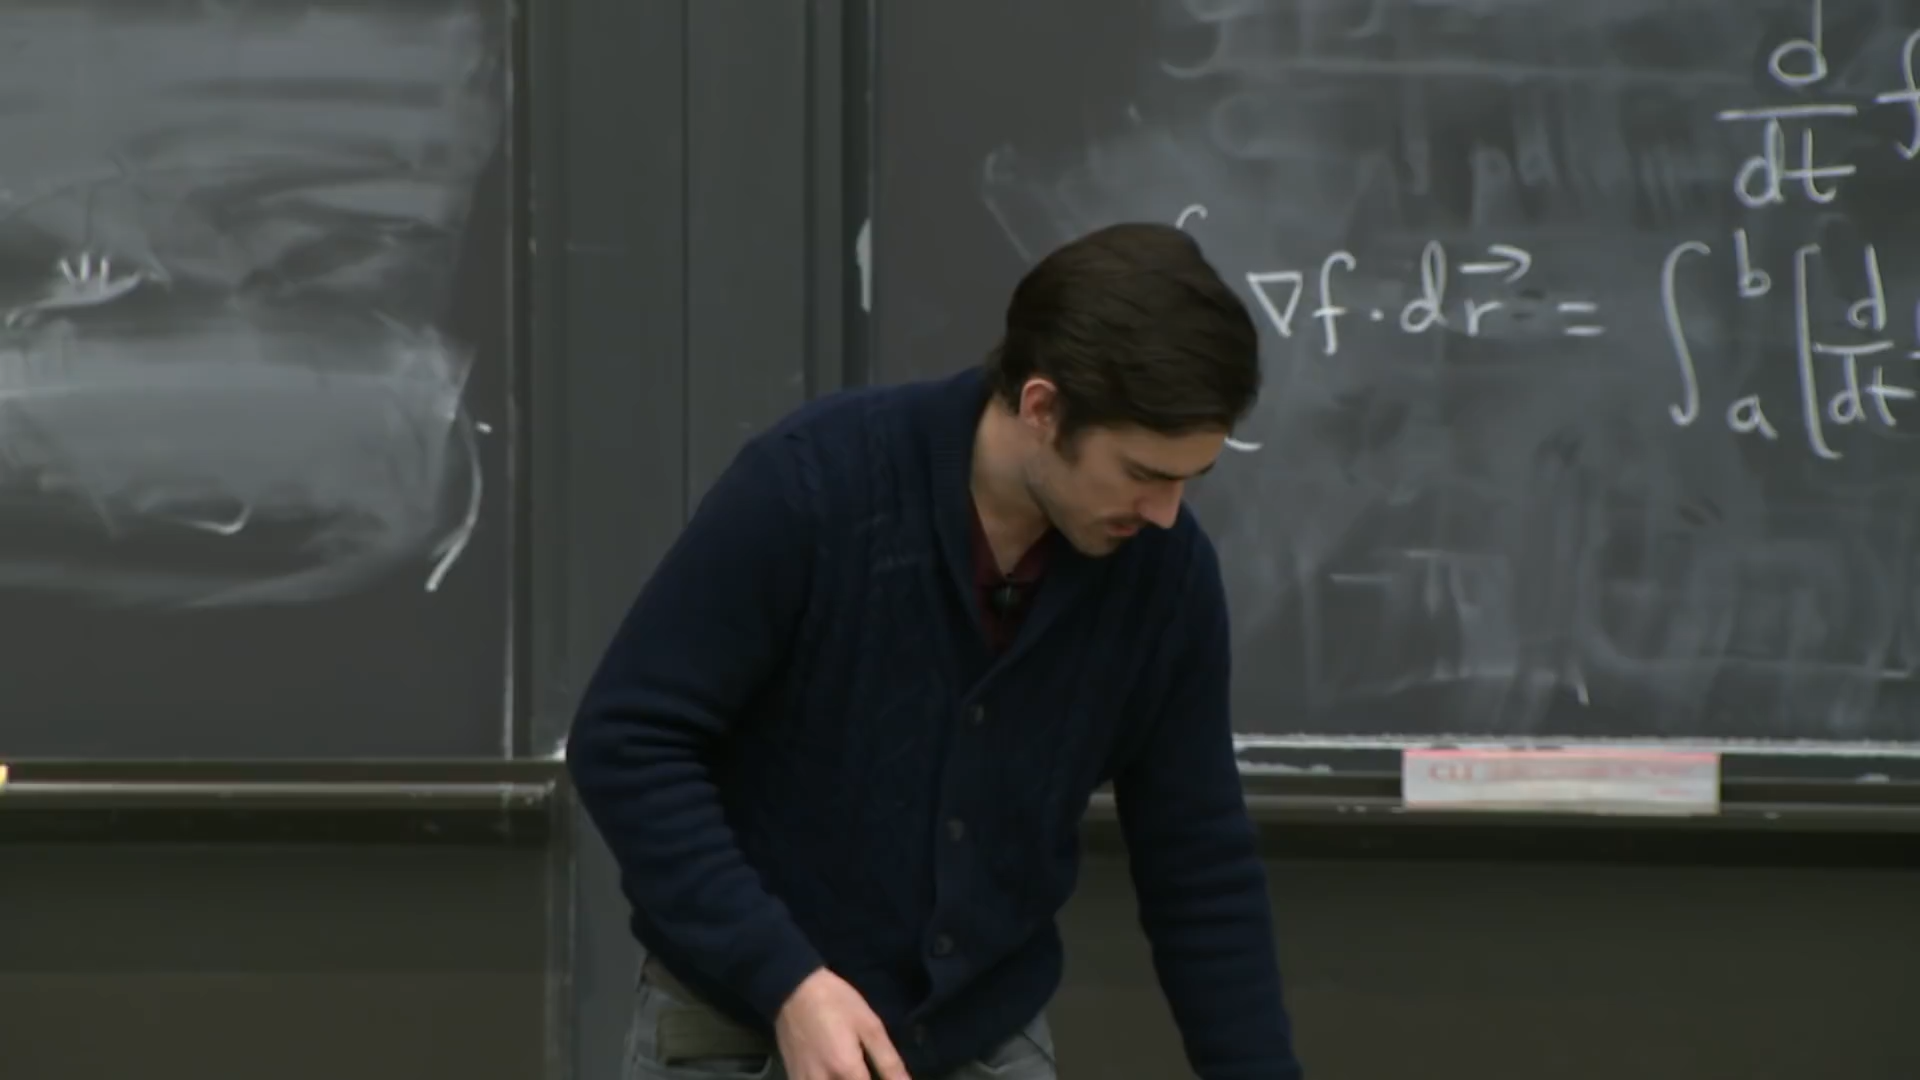 d/dt f
∫ ∇f · dr⃗ = ∫_a^b [d/dt